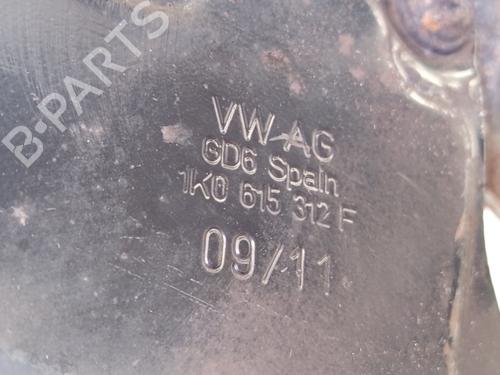 B-PARTS
VW AG
GD6 Spain
1K0 615 312 F
09/11